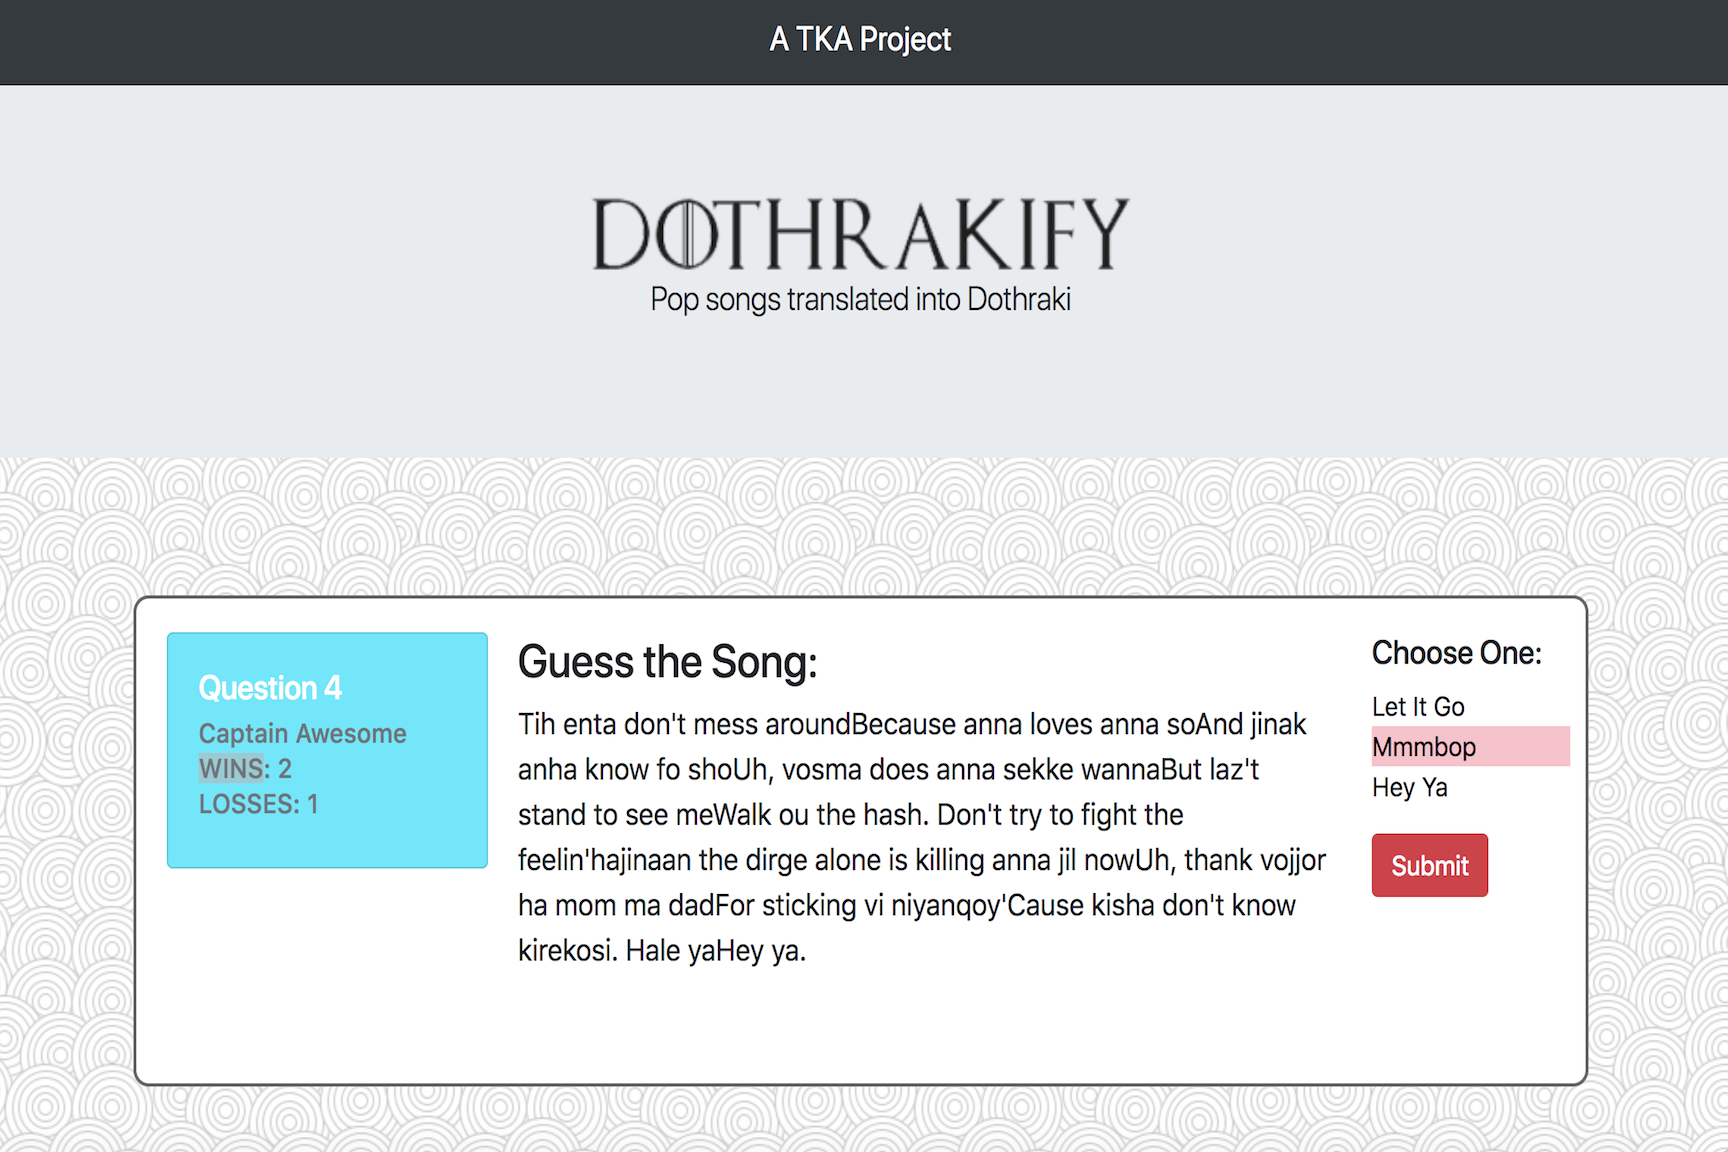 A TKA Project
DOTHRAKIFY
Pop songs translated into Dothraki
Question 4
Captain Awesome
WINS: 2
LOSSES: 1
Guess the Song:
Tih enta don't mess aroundBecause anna loves anna soAnd jinak
anha know fo shoUh, vosma does anna sekke wannaBut laz't
stand to see meWalk ou the hash. Don't try to fight the
feelin'hajinaan the dirge alone is killing anna jil nowUh, thank vojjor
ha mom ma dadFor sticking vi niyanqoy'Cause kisha don't know
kirekosi. Hale yaHey ya.
Choose One:
Let It Go
Mmmbop
Hey Ya
Submit